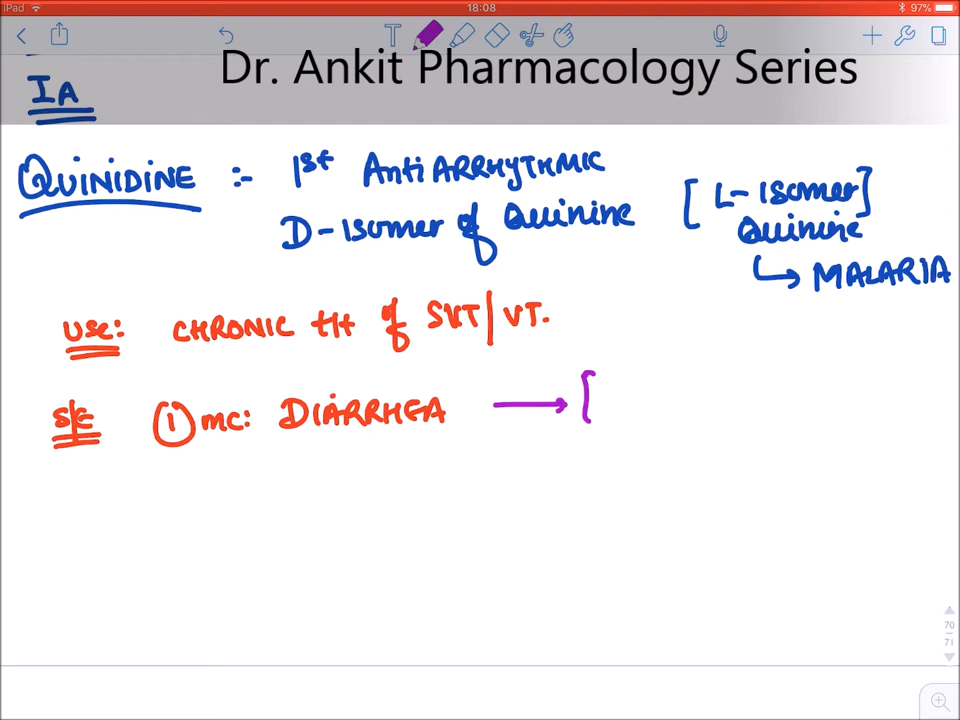 iPad 18:08 97%
T
Dr. Ankit Pharmacology Series
IA
QUINIDINE :- 1st AntiARRHYTHMIC
D-Isomer of Quinine [L-Isomer]
Quinine
↳ MALARIA
Use: CHRONIC t/t of SVT/VT.
S/E ① mc: DIARRHEA → [
70
71